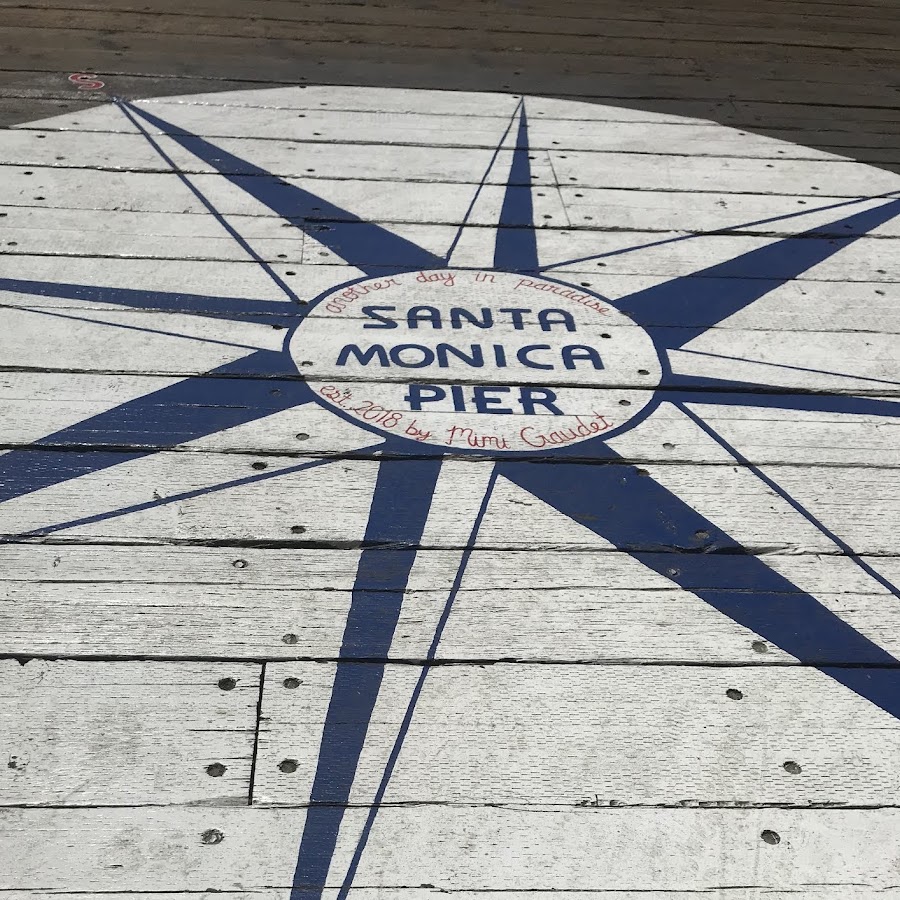 S
another day in paradise
SANTA
MONICA
PIER
est. 2018 by Mimi Gaudet